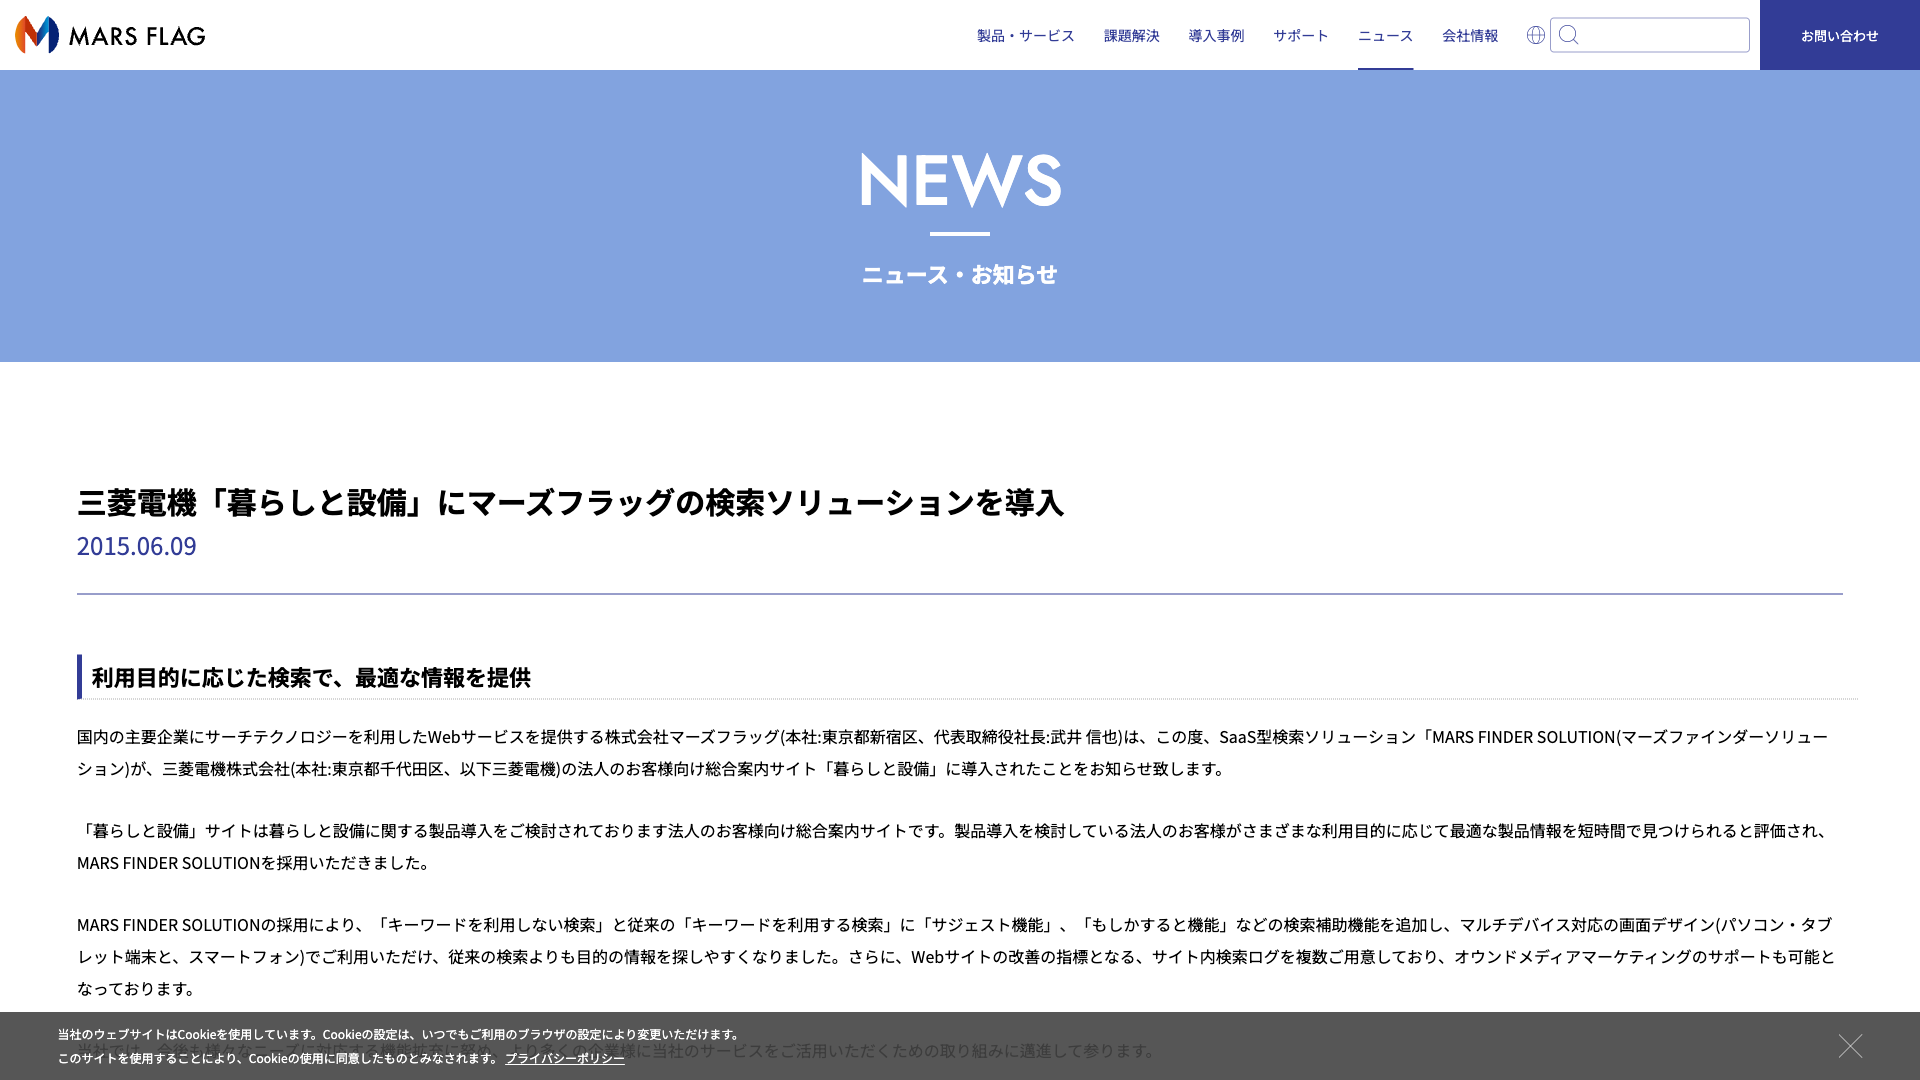 MARS FLAG
製品・サービス 課題解決 導入事例 サポート ニュース 会社情報 お問い合わせ
NEWS
ニュース・お知らせ
三菱電機「暮らしと設備」にマーズフラッグの検索ソリューションを導入
2015.06.09
利用目的に応じた検索で、最適な情報を提供
国内の主要企業にサーチテクノロジーを利用したWebサービスを提供する株式会社マーズフラッグ(本社:東京都新宿区、代表取締役社長:武井 信也)は、この度、SaaS型検索ソリューション「MARS FINDER SOLUTION(マーズファインダーソリュー
ション)が、三菱電機株式会社(本社:東京都千代田区、以下三菱電機)の法人のお客様向け総合案内サイト「暮らしと設備」に導入されたことをお知らせ致します。
「暮らしと設備」サイトは暮らしと設備に関する製品導入をご検討されております法人のお客様向け総合案内サイトです。製品導入を検討している法人のお客様がさまざまな利用目的に応じて最適な製品情報を短時間で見つけられると評価され、
MARS FINDER SOLUTIONを採用いただきました。
MARS FINDER SOLUTIONの採用により、「キーワードを利用しない検索」と従来の「キーワードを利用する検索」に「サジェスト機能」、「もしかすると機能」などの検索補助機能を追加し、マルチデバイス対応の画面デザイン(パソコン・タブ
レット端末と、スマートフォン)でご利用いただけ、従来の検索よりも目的の情報を探しやすくなりました。さらに、Webサイトの改善の指標となる、サイト内検索ログを複数ご用意しており、オウンドメディアマーケティングのサポートも可能と
なっております。
当社では、今後も様々なニーズに対応する機能拡充に努め、より多くの企業様に当社のサービスをご活用いただくための取り組みに邁進して参ります。
当社のウェブサイトはCookieを使用しています。Cookieの設定は、いつでもご利用のブラウザの設定により変更いただけます。
このサイトを使用することにより、Cookieの使用に同意したものとみなされます。 プライバシーポリシー